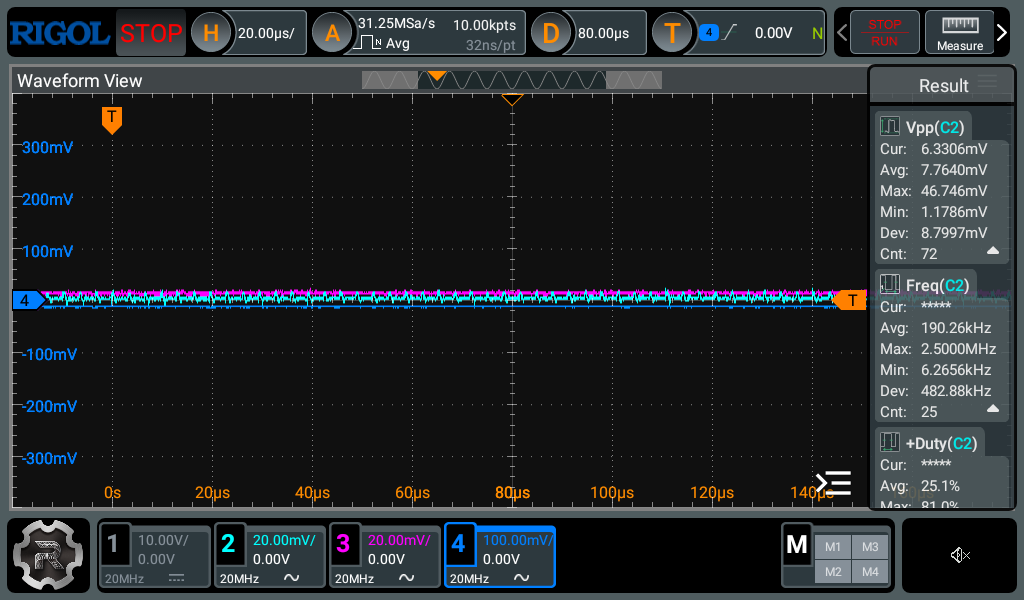 RIGOL STOP H 20.00µs/ A 31.25MSa/s 10.00kpts D 80.00µs T 4 0.00V N STOP
RUN Measure
Avg 32ns/pt
Waveform View
Result
T
300mV
200mV
100mV
4
T
-100mV
-200mV
-300mV
0s 20µs 40µs 60µs 80µs 100µs 120µs 140µs
Vpp(C2)
Cur: 6.3306mV
Avg: 7.7640mV
Max: 46.746mV
Min: 1.1786mV
Dev: 8.7997mV
Cnt: 72
Freq(C2)
Cur: *****
Avg: 190.26kHz
Max: 2.5000MHz
Min: 6.2656kHz
Dev: 482.88kHz
Cnt: 25
+Duty(C2)
Cur: *****
Avg: 25.1%
Max: 81.0%
R
1 10.00V/
0.00V
20MHz
2 20.00mV/
0.00V
20MHz
3 20.00mV/
0.00V
20MHz
4 100.00mV/
0.00V
20MHz
M M1 M3
M2 M4